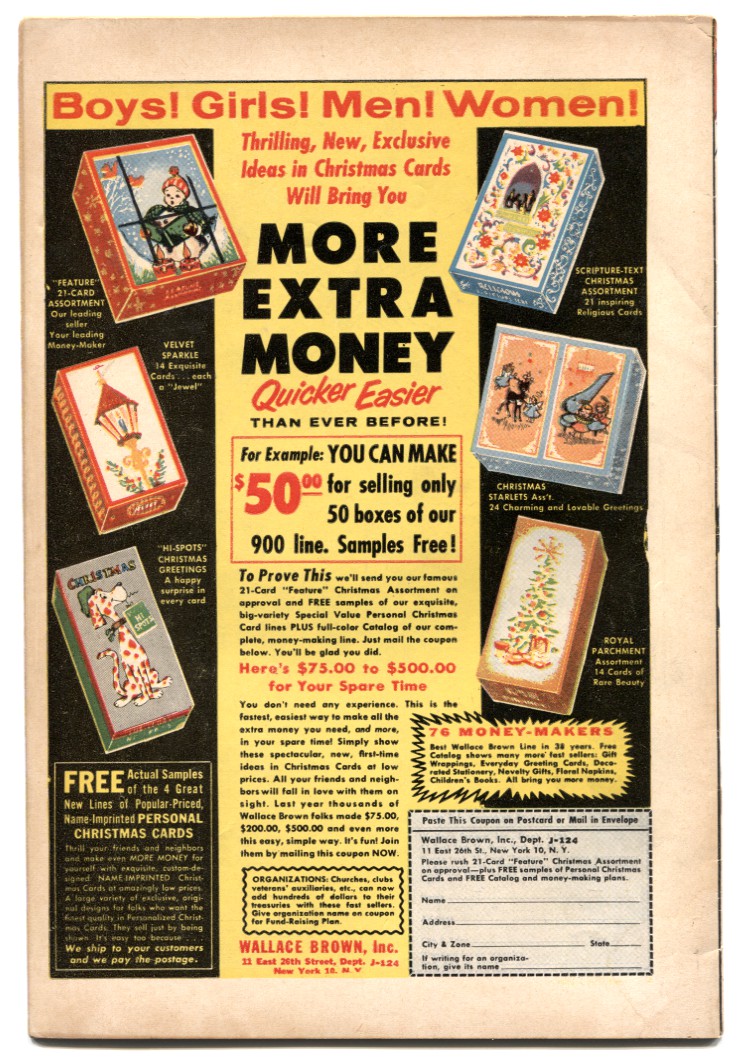 Boys! Girls! Men! Women!
Thrilling, New, Exclusive
Ideas in Christmas Cards
Will Bring You
MORE
EXTRA
MONEY
Quicker Easier
THAN EVER BEFORE!
For Example: YOU CAN MAKE
$50.00 for selling only
50 boxes of our
900 line. Samples Free!
To Prove This we'll send you our famous
21-Card "Feature" Christmas Assortment on
approval and FREE samples of our exquisite,
big-variety Special Value Personal Christmas
Card lines PLUS full-color Catalog of our com-
plete, money-making line. Just mail the coupon
below. You'll be glad you did.
Here's $75.00 to $500.00
for Your Spare Time
You don't need any experience. This is the
fastest, easiest way to make all the
extra money you need, and more,
in your spare time! Simply show
these spectacular, new, first-time
ideas in Christmas Cards at low
prices. All your friends and neigh-
bors will fall in love with them on
sight. Last year thousands of
Wallace Brown folks made $75.00,
$200.00, $500.00 and even more
this easy, simple way. It's fun! Join
them by mailing this coupon NOW.
ORGANIZATIONS: Churches, clubs
veterans' auxiliaries, etc., can now
add hundreds of dollars to their
treasuries with these fast sellers.
Give organization name on coupon
for Fund-Raising Plan.
WALLACE BROWN, Inc.
11 East 26th Street, Dept. J-124
New York 10, N. Y.
"FEATURE"
21-CARD
ASSORTMENT
Our leading
seller
Your leading
Money-Maker
FEATURE
VELVET
SPARKLE
14 Exquisite
Cards . . . each
a "Jewel"
"HI-SPOTS"
CHRISTMAS
GREETINGS
A happy
surprise in
every card
CHRISTMAS
HI
SPOTS
FREE Actual Samples
of the 4 Great
New Lines of Popular-Priced,
Name-Imprinted PERSONAL
CHRISTMAS CARDS
Thrill your friends and neighbors
and make even MORE MONEY for
yourself with exquisite, custom-de-
signed NAME-IMPRINTED Christ-
mas Cards at amazingly low prices.
A large variety of exclusive, origi-
nal designs for folks who want the
finest quality in Personalized Christ-
mas Cards. They sell just by being
shown. It's easy too because . . .
We ship to your customers
and we pay the postage.
SCRIPTURE-TEXT
CHRISTMAS
ASSORTMENT
21 inspiring
Religious Cards
CHRISTMAS
STARLETS Ass't.
24 Charming and Lovable Greetings
ROYAL
PARCHMENT
Assortment
14 Cards of
Rare Beauty
76 MONEY-MAKERS
Best Wallace Brown Line in 38 years. Free
Catalog shows many more fast sellers: Gift
Wrappings, Everyday Greeting Cards, Deco-
rated Stationery, Novelty Gifts, Floral Napkins,
Children's Books. All bring you more money.
Paste This Coupon on Postcard or Mail in Envelope
Wallace Brown, Inc., Dept. J-124
11 East 26th St., New York 10, N. Y.
Please rush 21-Card "Feature" Christmas Assortment
on approval—plus FREE samples of Personal Christmas
Cards and FREE Catalog and money-making plans.
Name
Address
City & Zone State
If writing for an organiza-
tion, give its name